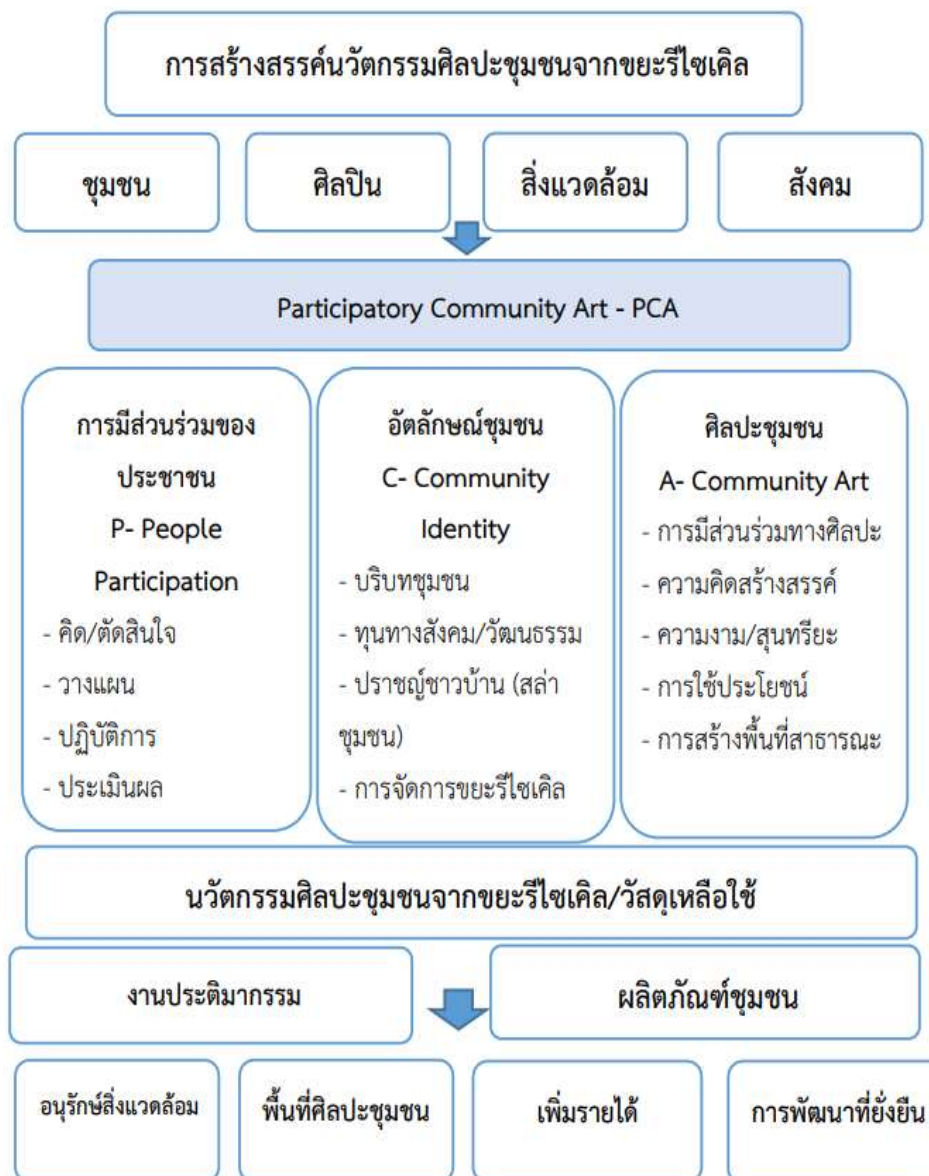 การสร้างสรรค์นวัตกรรมศิลปะชุมชนจากขยะรีไซเคิล
ชุมชน
ศิลปิน
สิ่งแวดล้อม
สังคม
Participatory Community Art - PCA
การมีส่วนร่วมของ
ประชาชน
P- People
Participation
- คิด/ตัดสินใจ
- วางแผน
- ปฏิบัติการ
- ประเมินผล
อัตลักษณ์ชุมชน
C- Community
Identity
- บริบทชุมชน
- ทุนทางสังคม/วัฒนธรรม
- ปราชญ์ชาวบ้าน (สล่า
ชุมชน)
- การจัดการขยะรีไซเคิล
ศิลปะชุมชน
A- Community Art
- การมีส่วนร่วมทางศิลปะ
- ความคิดสร้างสรรค์
- ความงาม/สุนทรียะ
- การใช้ประโยชน์
- การสร้างพื้นที่สาธารณะ
นวัตกรรมศิลปะชุมชนจากขยะรีไซเคิล/วัสดุเหลือใช้
งานประติมากรรม
ผลิตภัณฑ์ชุมชน
อนุรักษ์สิ่งแวดล้อม
พื้นที่ศิลปะชุมชน
เพิ่มรายได้
การพัฒนาที่ยั่งยืน